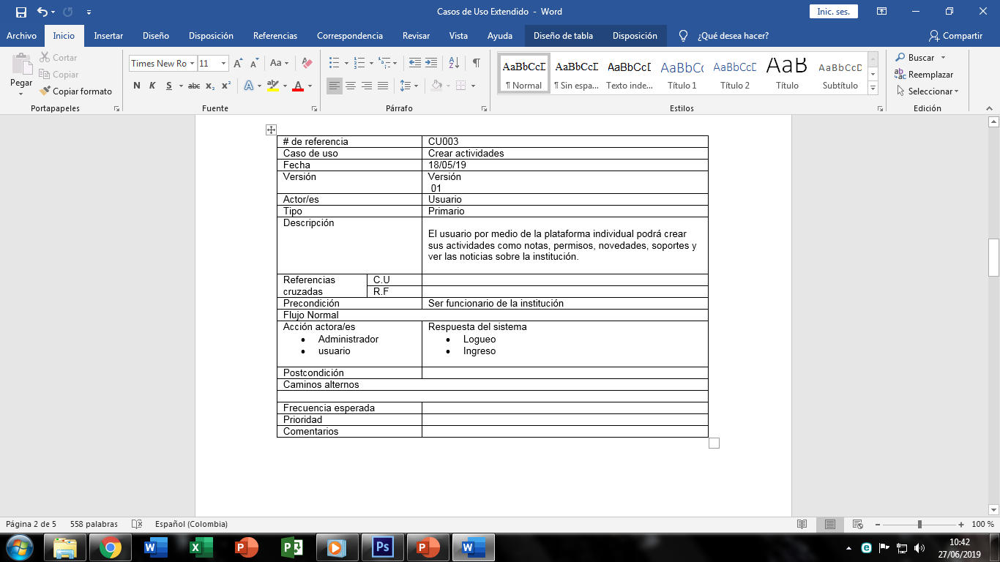 Casos de Uso Extendido - Word
Inic. ses.
Archivo Inicio Insertar Diseño Disposición Referencias Correspondencia Revisar Vista Ayuda Diseño de tabla Disposición ¿Qué desea hacer? Compartir
Pegar
Cortar
Copiar
Copiar formato
Portapapeles
Times New Ro 11
N K S abc x₂ x²
Fuente
Párrafo
AaBbCcD AaBbCcD AaBbCcD AaBbCc AaBbCcD AaB AaBbCcD
¶ Normal ¶ Sin espa... Texto inde... Título 1 Título 2 Título Subtítulo
Estilos
Buscar
Reemplazar
Seleccionar
Edición
# de referencia CU003
Caso de uso Crear actividades
Fecha 18/05/19
Versión Versión
01
Actor/es Usuario
Tipo Primario
Descripción
El usuario por medio de la plataforma individual podrá crear
sus actividades como notas, permisos, novedades, soportes y
ver las noticias sobre la institución.
Referencias C.U
cruzadas R.F
Precondición Ser funcionario de la institución
Flujo Normal
Acción actora/es Respuesta del sistema
• Administrador • Logueo
• usuario • Ingreso
Postcondición
Caminos alternos
Frecuencia esperada
Prioridad
Comentarios
Página 2 de 5 558 palabras Español (Colombia) 100 %
10:42
27/06/2019